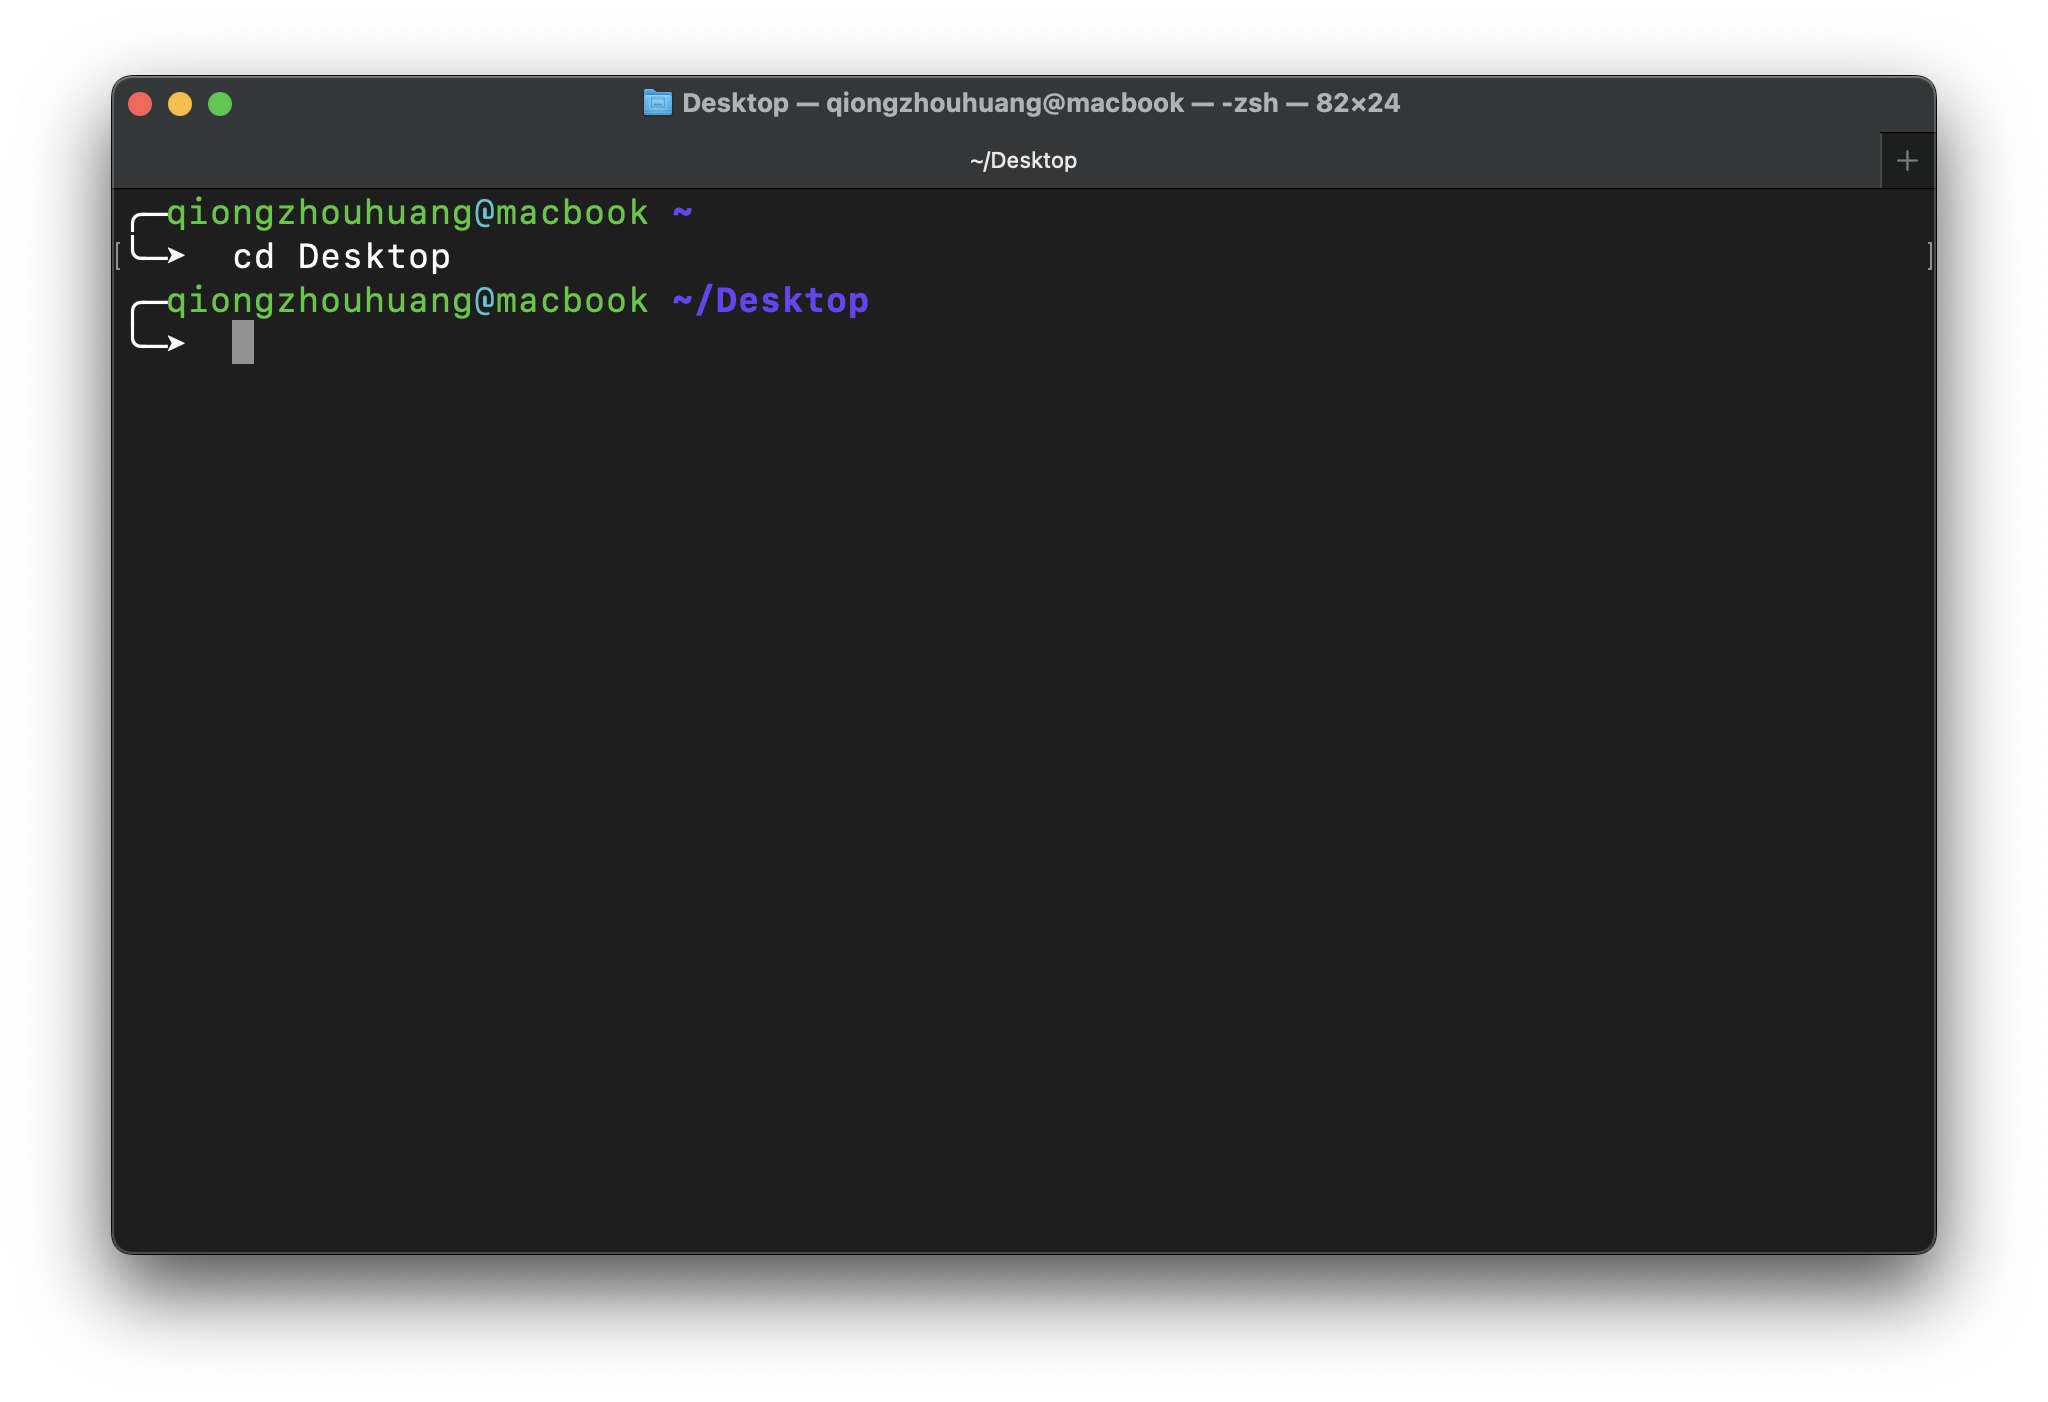 Desktop — qiongzhouhuang@macbook — -zsh — 82×24
~/Desktop
+
╭─qiongzhouhuang@macbook ~
[╰─➤  cd Desktop ]
╭─qiongzhouhuang@macbook ~/Desktop
╰─➤